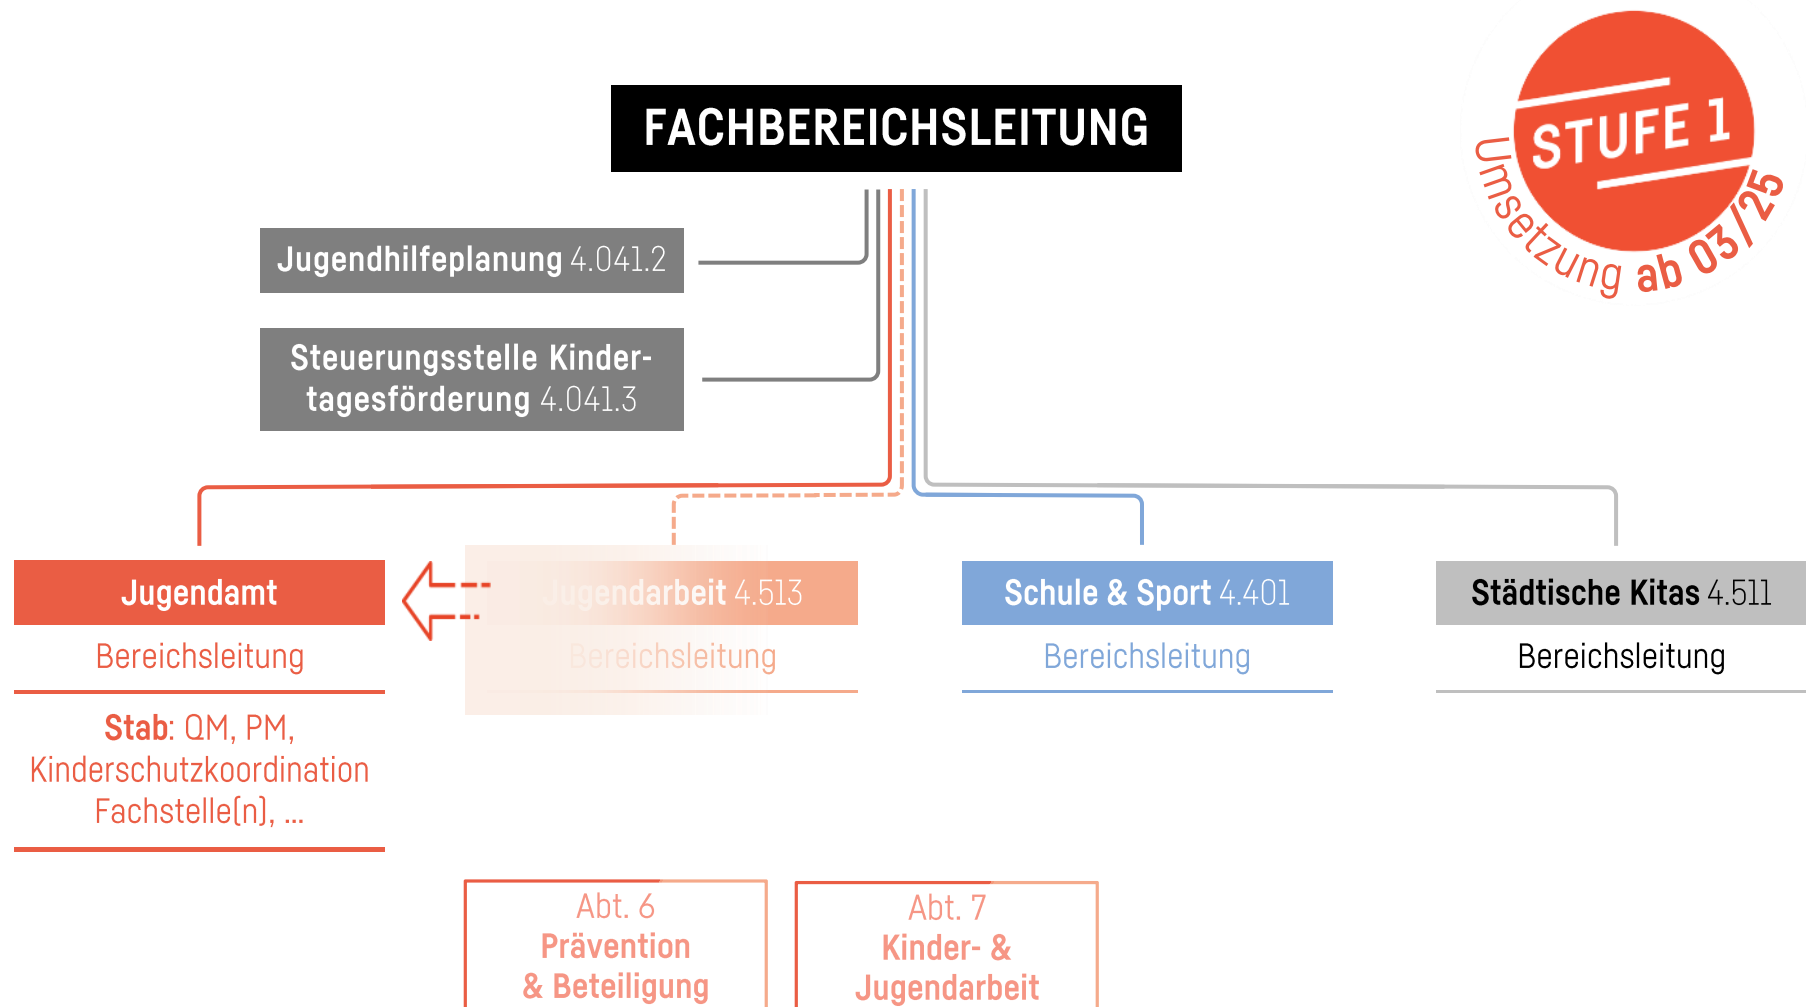 FACHBEREICHSLEITUNG
STUFE 1
Umsetzung ab 03/25
Jugendhilfeplanung 4.041.2
Steuerungsstelle Kinder-
tagesförderung 4.041.3
Jugendamt
Bereichsleitung
Stab: QM, PM,
Kinderschutzkoordination
Fachstelle(n), ...
Jugendarbeit 4.513
Bereichsleitung
Schule & Sport 4.401
Bereichsleitung
Städtische Kitas 4.511
Bereichsleitung
Abt. 6
Prävention
& Beteiligung
Abt. 7
Kinder- &
Jugendarbeit